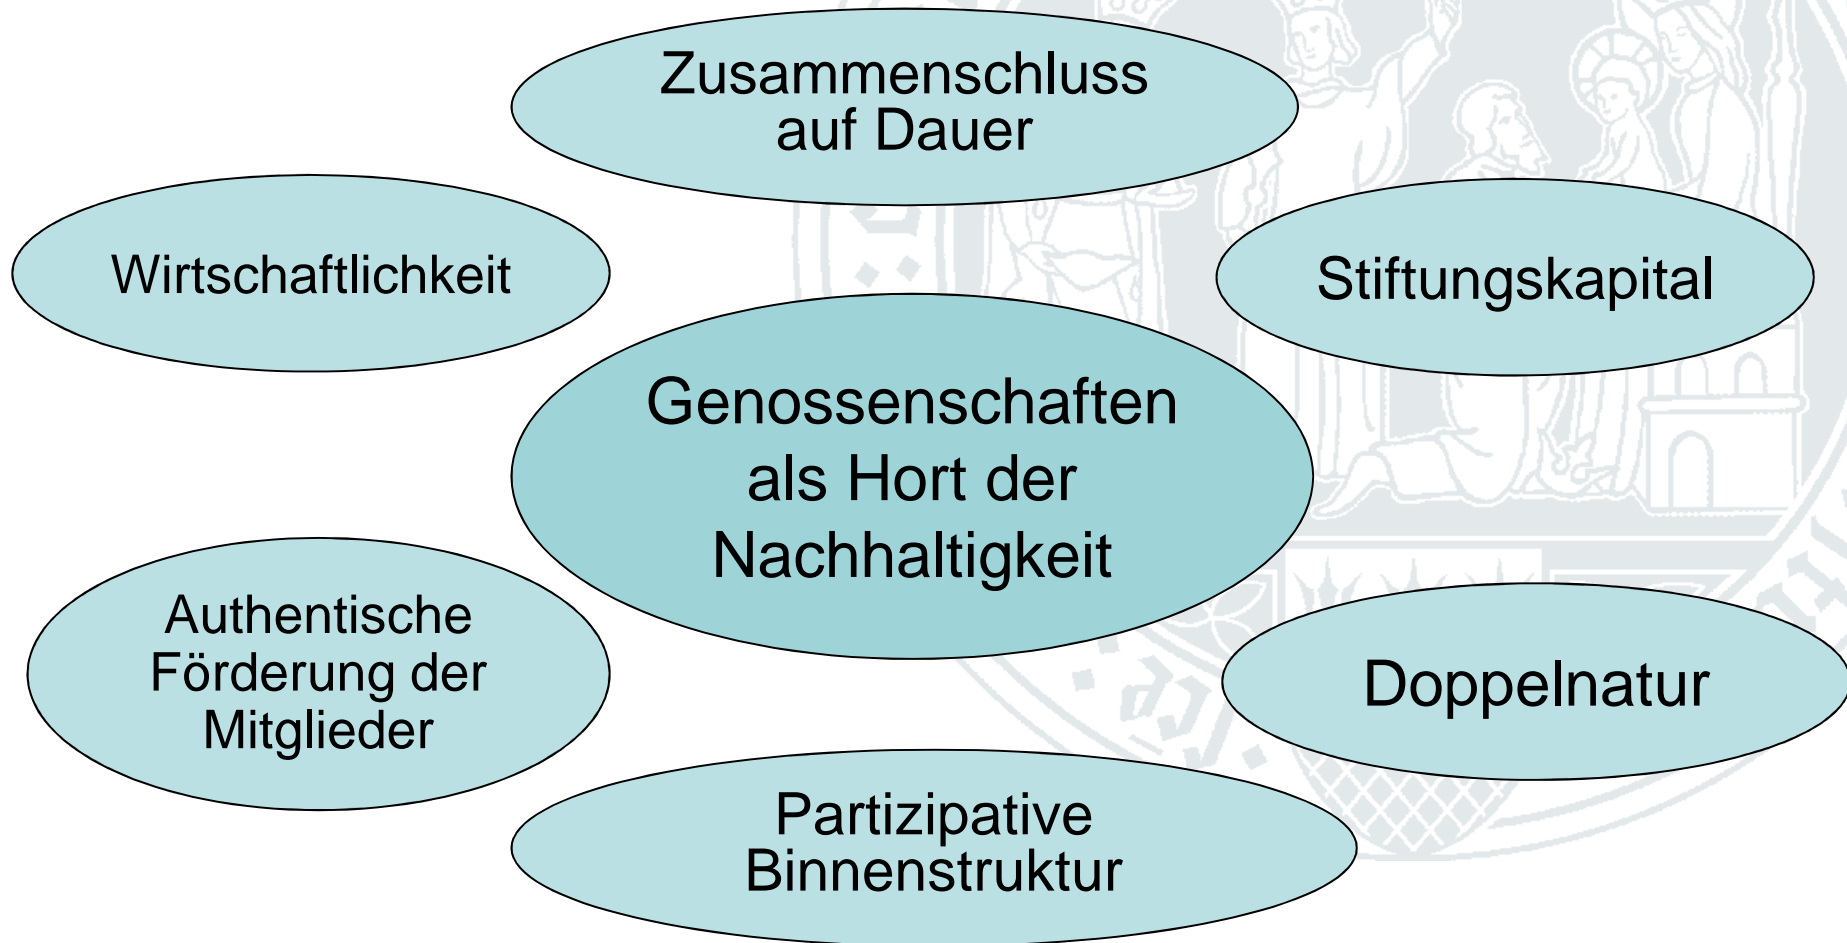 Zusammenschluss
auf Dauer
Wirtschaftlichkeit
Stiftungskapital
Genossenschaften
als Hort der
Nachhaltigkeit
Authentische
Förderung der
Mitglieder
Doppelnatur
Partizipative
Binnenstruktur